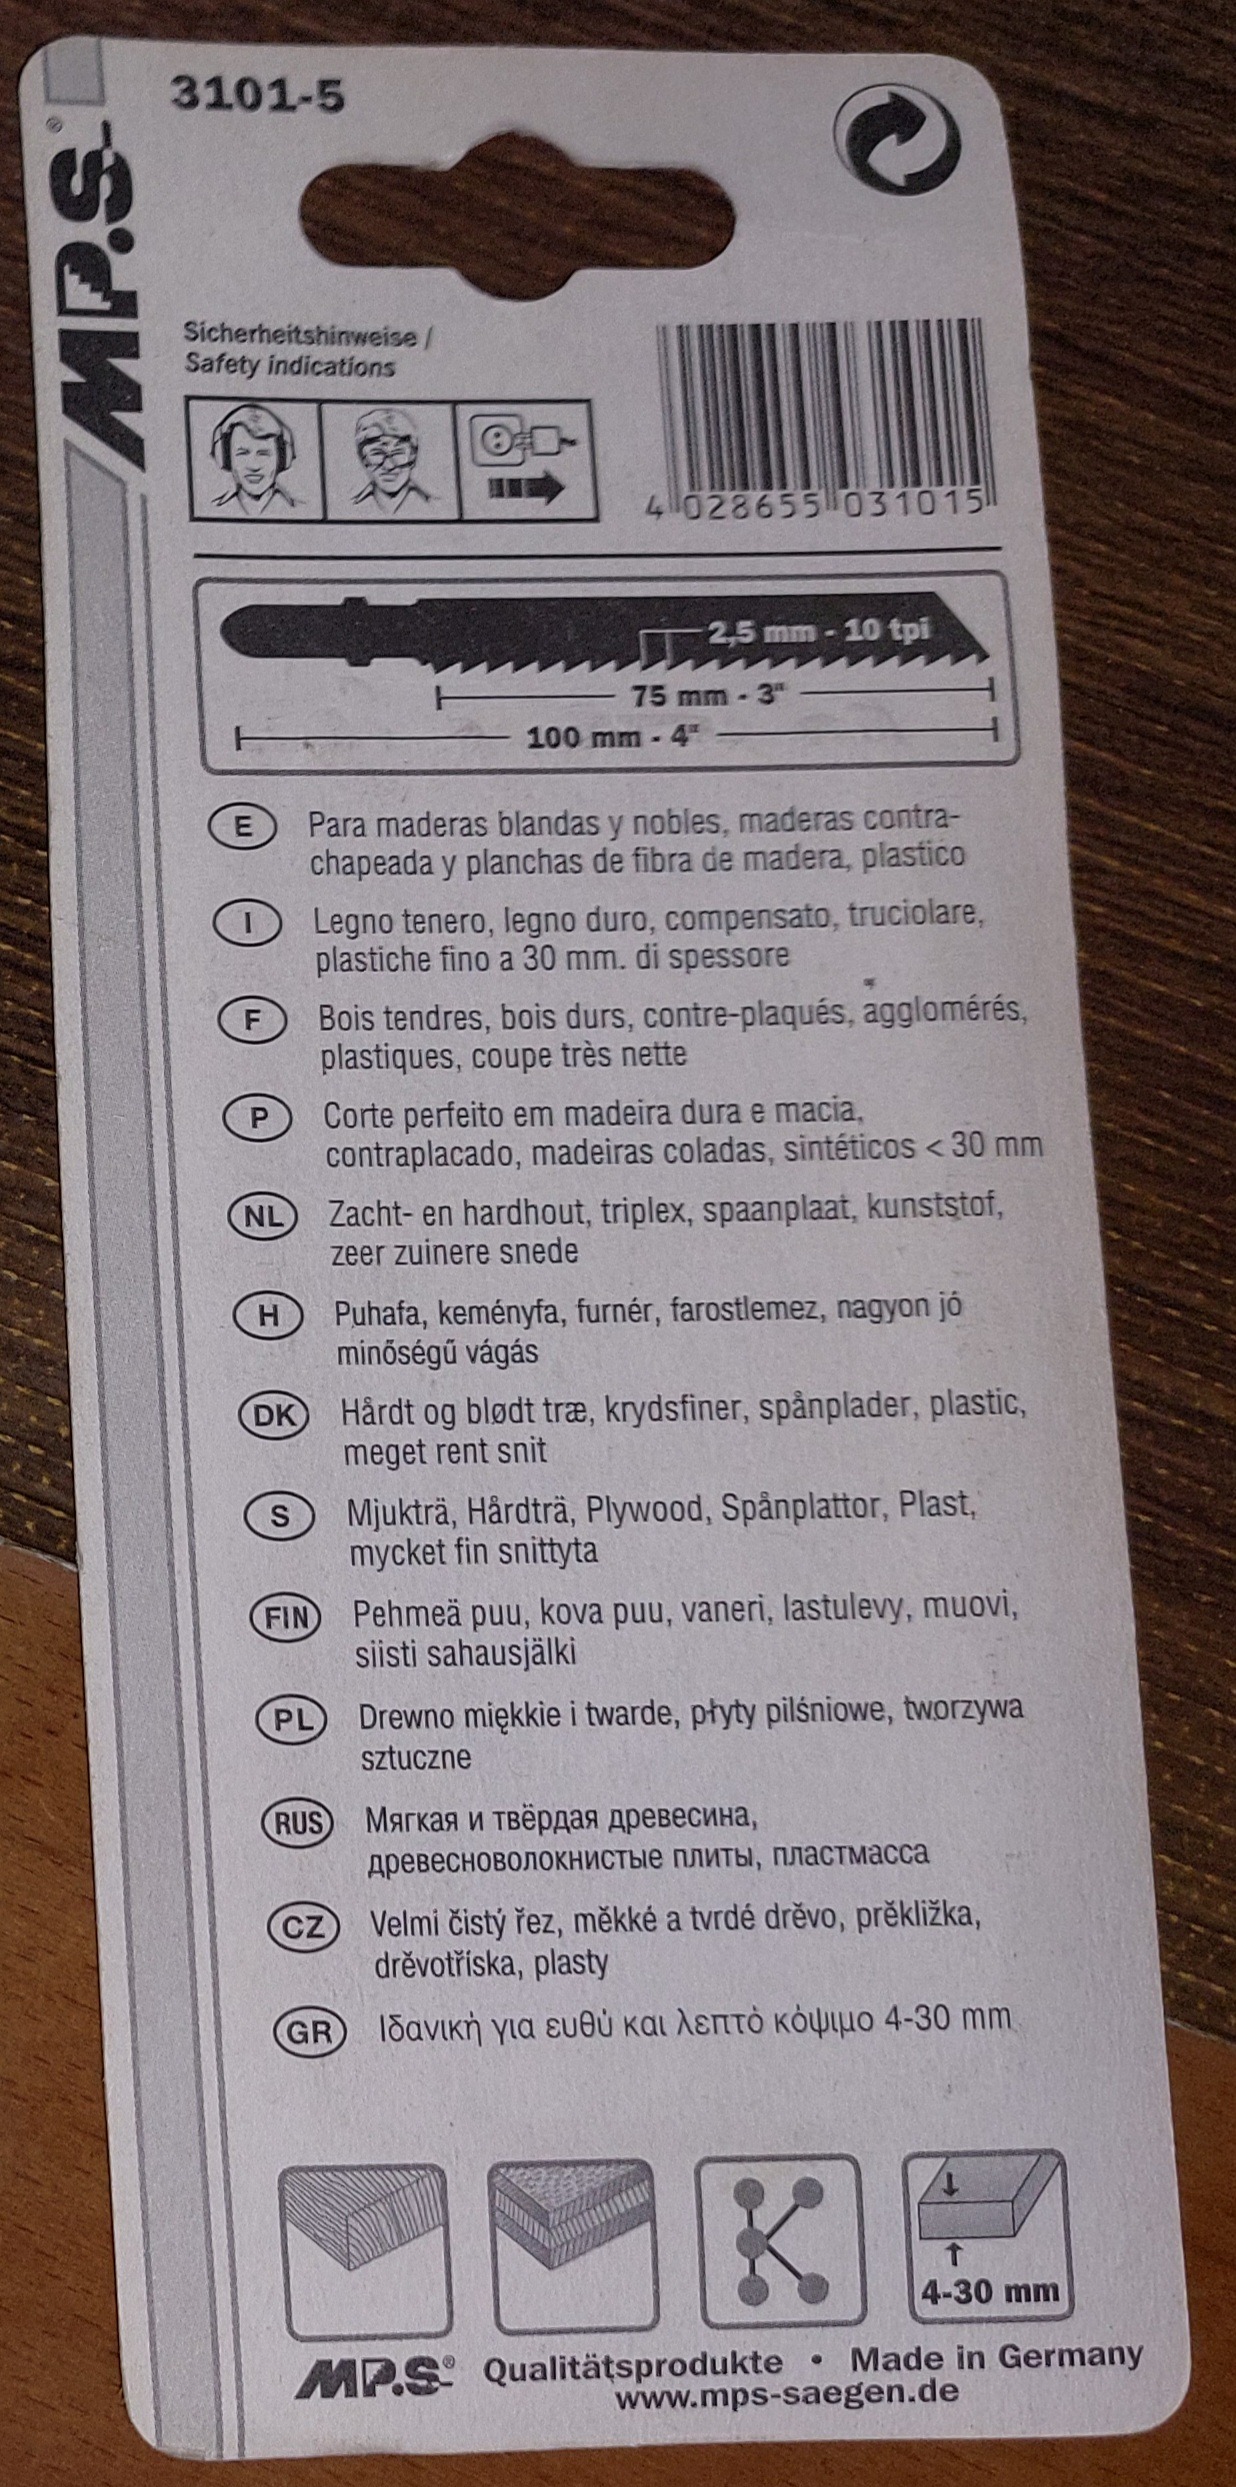 3101-5
MP.S®
Sicherheitshinweise /
Safety indications
4 028655 031015
2,5 mm - 10 tpi
75 mm - 3"
100 mm - 4"
E Para maderas blandas y nobles, maderas contra-
chapeada y planchas de fibra de madera, plastico
I Legno tenero, legno duro, compensato, truciolare,
plastiche fino a 30 mm. di spessore
F Bois tendres, bois durs, contre-plaqués, agglomérés,
plastiques, coupe très nette
P Corte perfeito em madeira dura e macia,
contraplacado, madeiras coladas, sintéticos < 30 mm
NL Zacht- en hardhout, triplex, spaanplaat, kunststof,
zeer zuinere snede
H Puhafa, keményfa, furnér, farostlemez, nagyon jó
minőségű vágás
DK Hårdt og blødt træ, krydsfiner, spånplader, plastic,
meget rent snit
S Mjukträ, Hårdträ, Plywood, Spånplattor, Plast,
mycket fin snittyta
FIN Pehmeä puu, kova puu, vaneri, lastulevy, muovi,
siisti sahausjälki
PL Drewno miękkie i twarde, płyty pilśniowe, tworzywa
sztuczne
RUS Мягкая и твёрдая древесина,
древесноволокнистые плиты, пластмасса
CZ Velmi čistý řez, měkké a tvrdé drěvo, prěkližka,
drěvotříska, plasty
GR Ιδανική για ευθύ και λεπτό κόψιμο 4-30 mm
K
4-30 mm
MP.S® Qualitätsprodukte • Made in Germany
www.mps-saegen.de